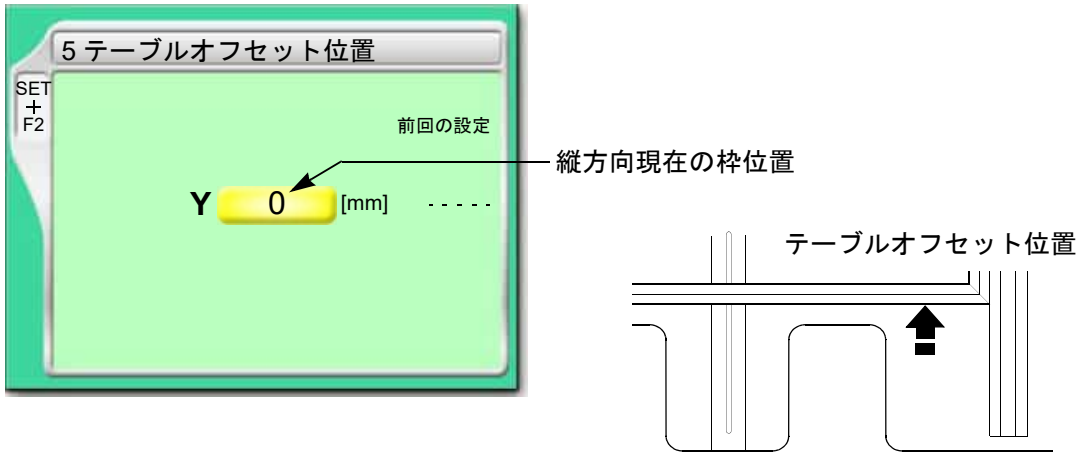 5 テーブルオフセット位置
SET
+
F2
前回の設定
縦方向現在の枠位置
Y 0 [mm] - - - - -
テーブルオフセット位置